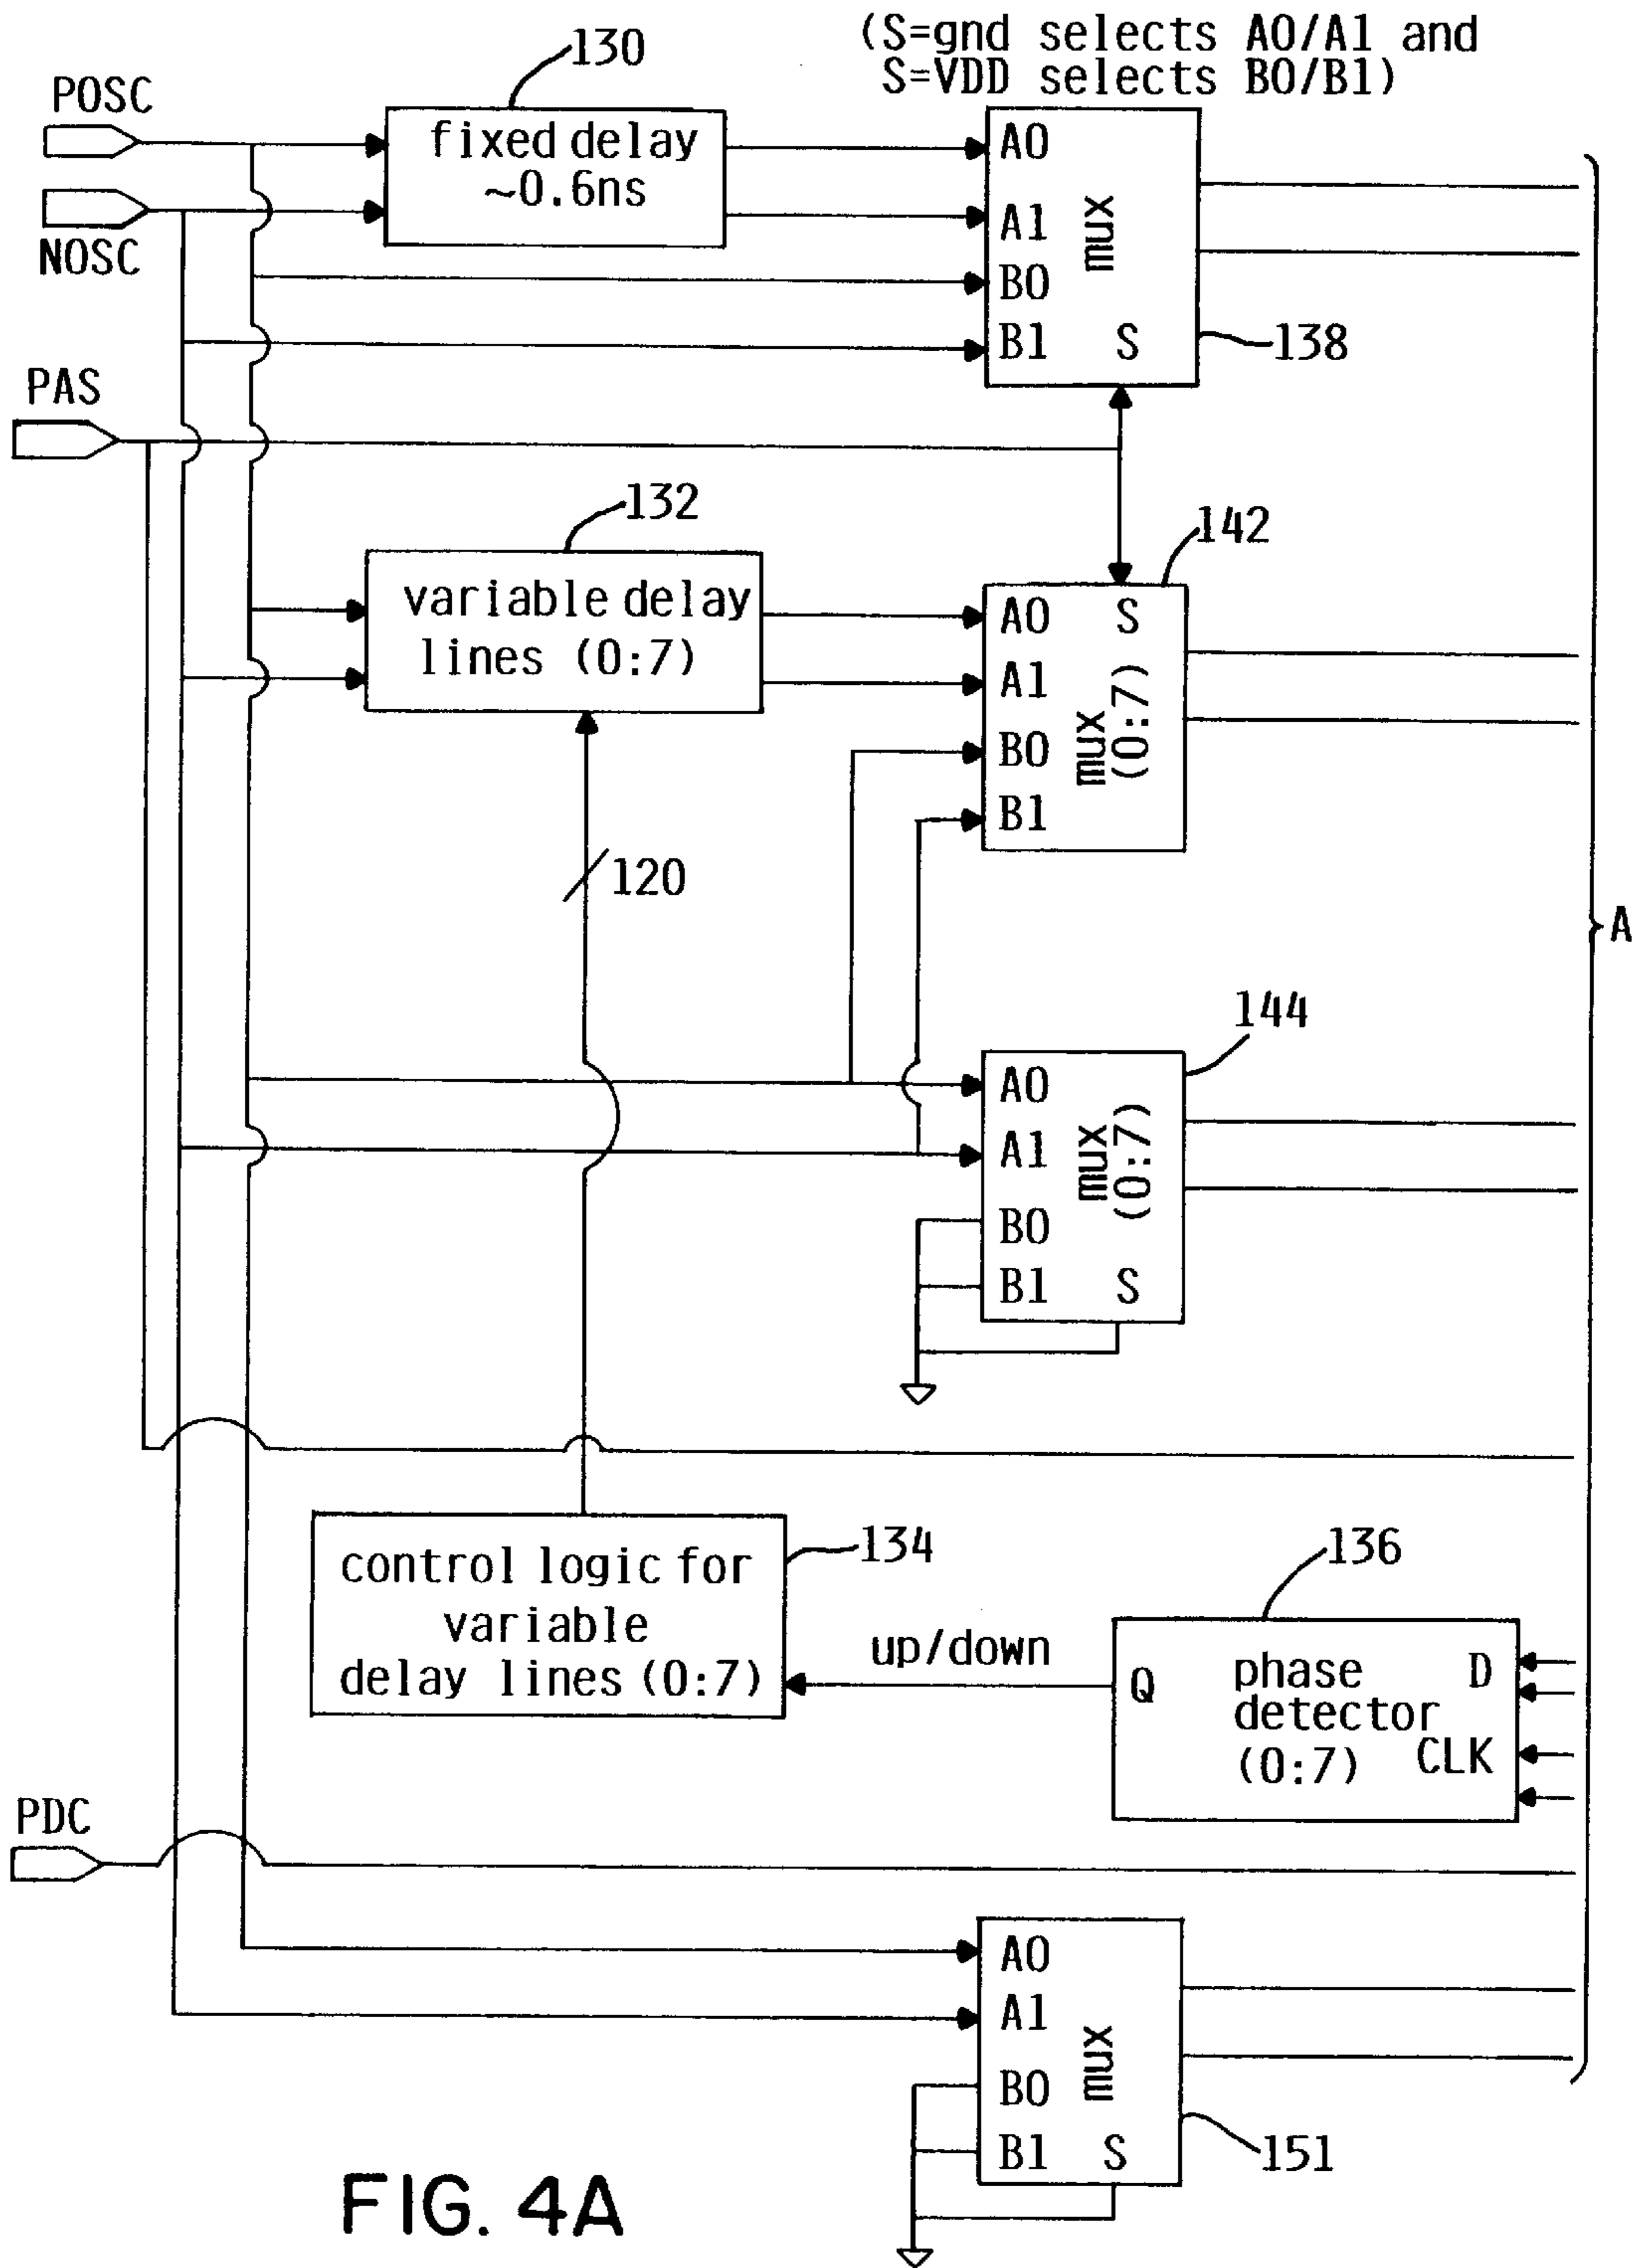 (S=gnd selects A0/A1 and
S=VDD selects B0/B1)
130
POSC
fixed delay
~0.6ns
NOSC
A0
A1
B0
B1
mux
S
138
PAS
132
variable delay
lines (0:7)
142
A0
S
A1
B0
B1
mux
(0:7)
120
A
144
A0
A1
B0
B1
mux
(0:7)
S
134
control logic for
variable
delay lines (0:7)
up/down
136
Q
phase
detector
(0:7)
D
CLK
PDC
A0
A1
B0
B1
mux
S
151
FIG. 4A